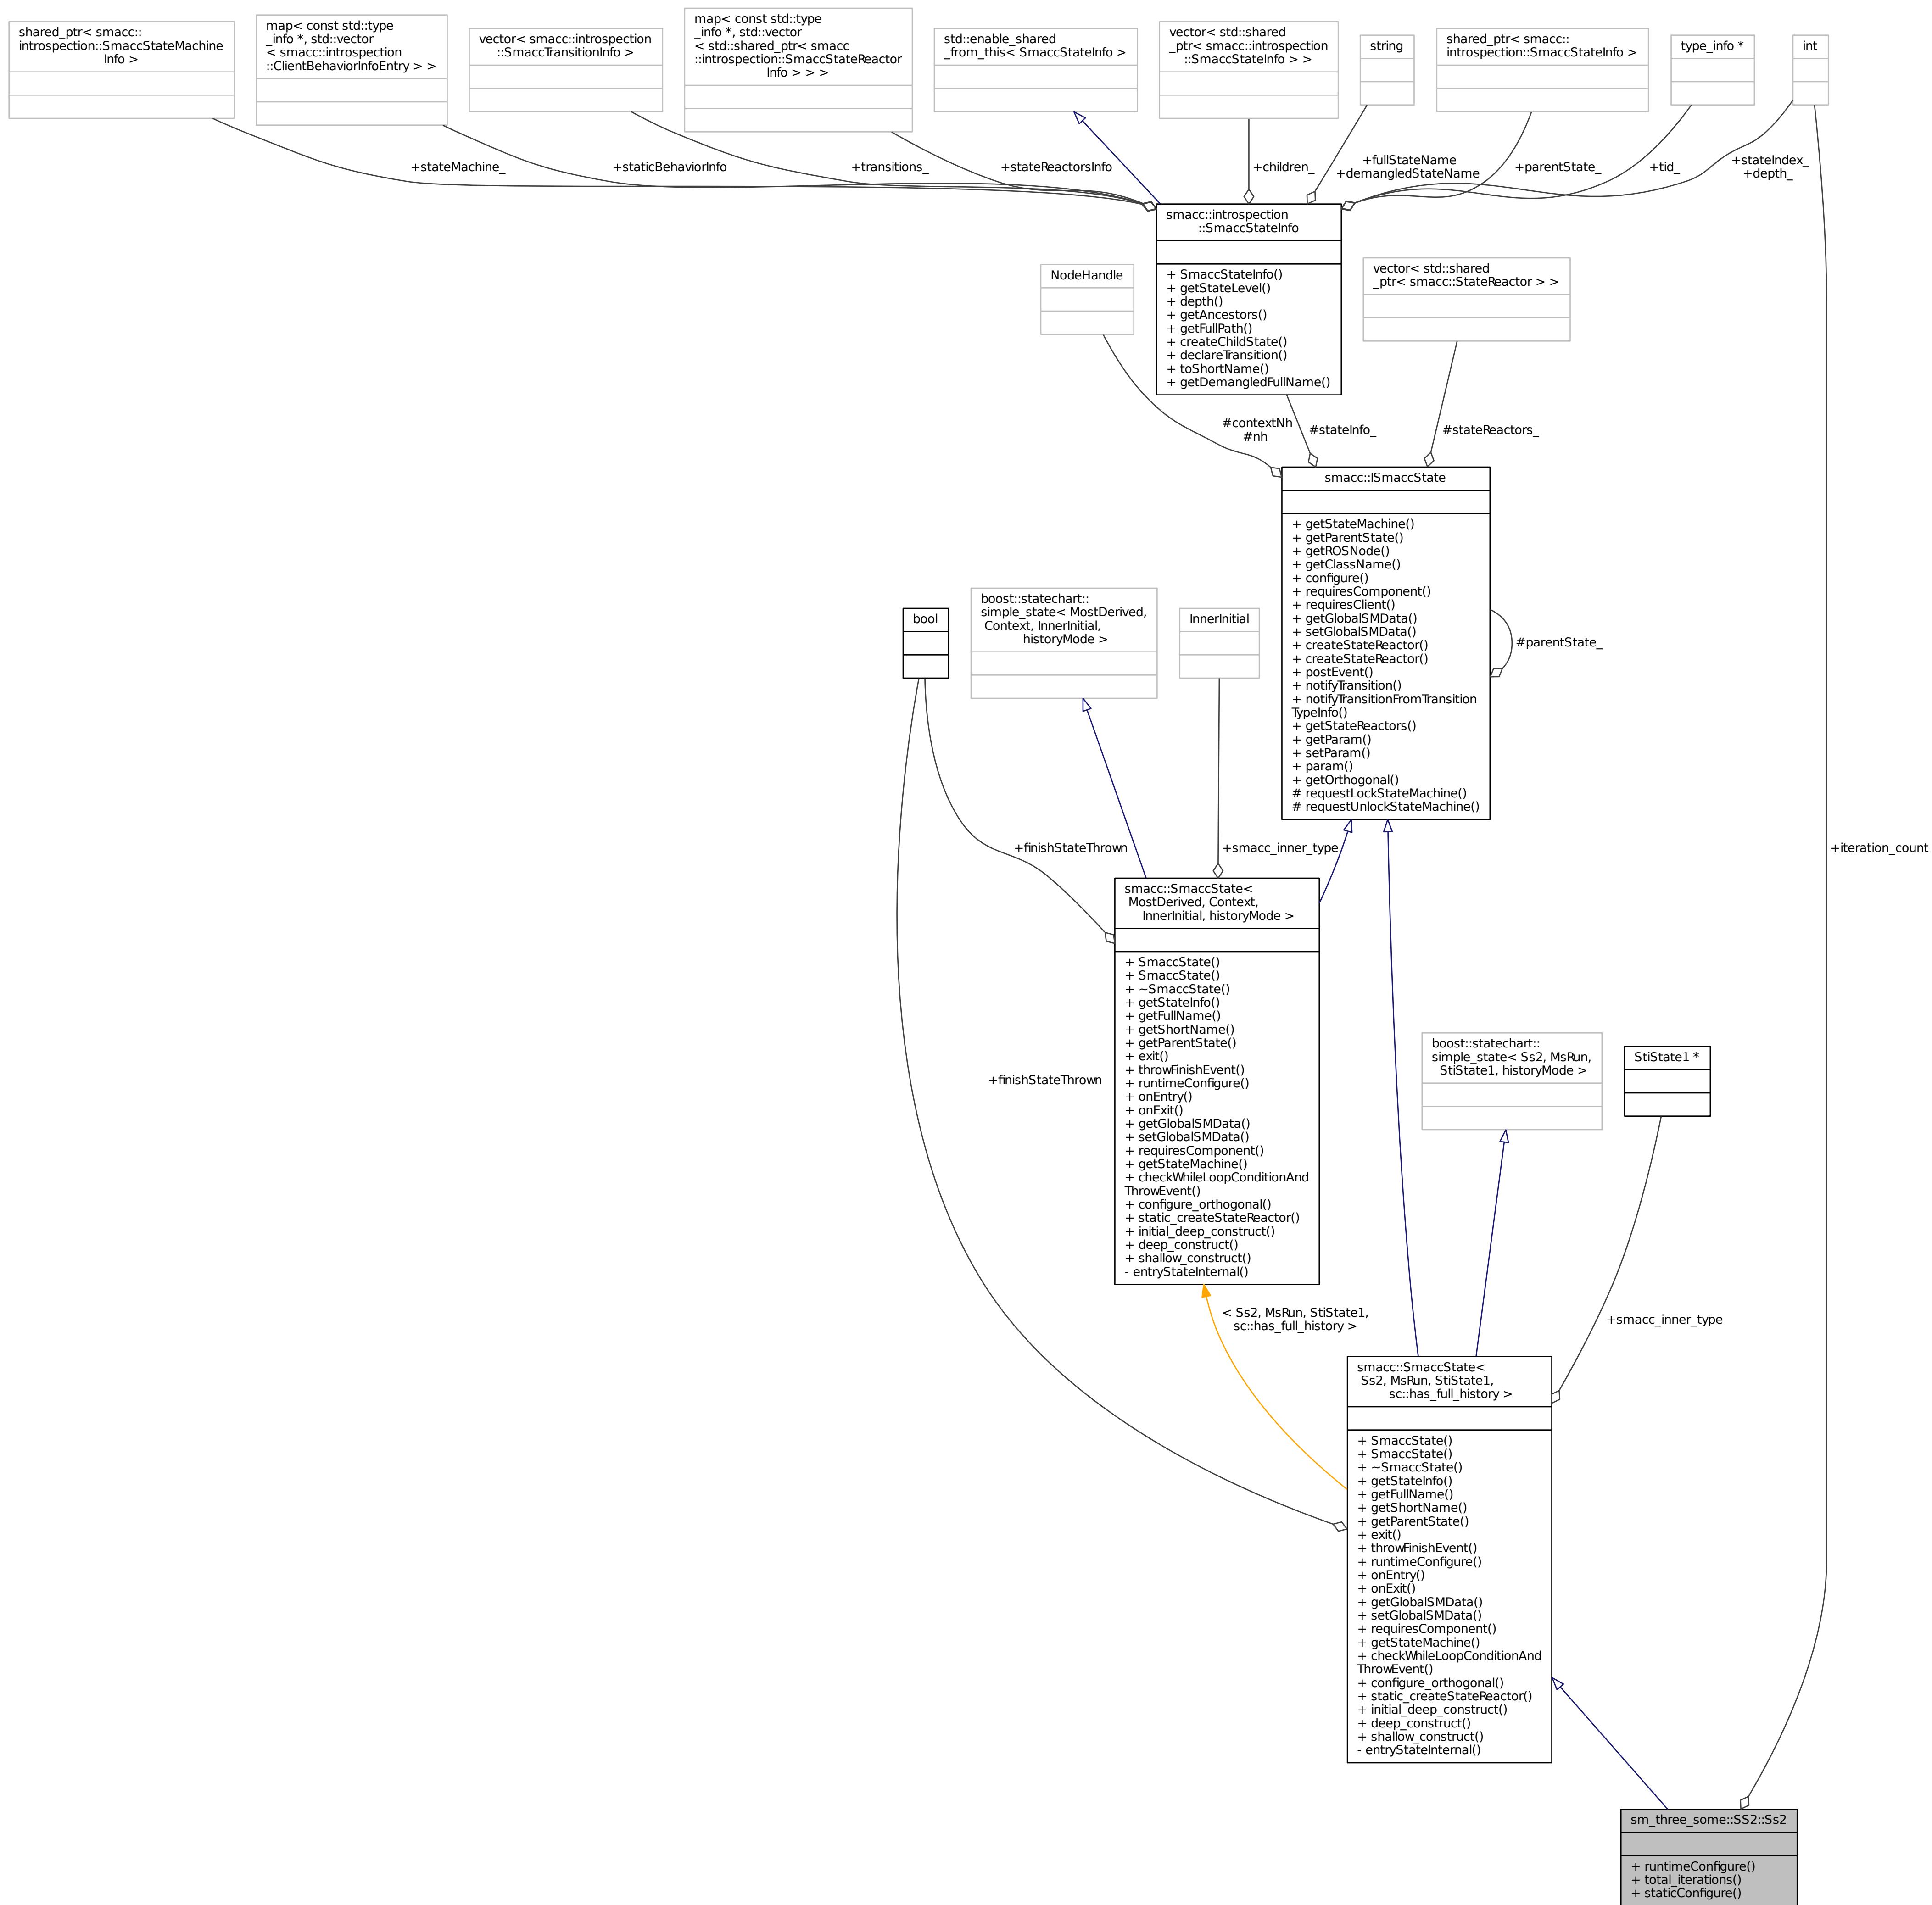 shared_ptr< smacc::
introspection::SmaccStateMachine
Info >
map< const std::type
_info *, std::vector
< smacc::introspection
::ClientBehaviorInfoEntry > >
vector< smacc::introspection
::SmaccTransitionInfo >
map< const std::type
_info *, std::vector
< std::shared_ptr< smacc
::introspection::SmaccStateReactor
Info > > >
std::enable_shared
_from_this< SmaccStateInfo >
vector< std::shared
_ptr< smacc::introspection
::SmaccStateInfo > >
string
shared_ptr< smacc::
introspection::SmaccStateInfo >
type_info *
int
+stateMachine_
+staticBehaviorInfo
+transitions_
+stateReactorsInfo
+children_
+fullStateName
+demangledStateName
+parentState_
+tid_
+stateIndex_
+depth_
smacc::introspection
::SmaccStateInfo
+ SmaccStateInfo()
+ getStateLevel()
+ depth()
+ getAncestors()
+ getFullPath()
+ createChildState()
+ declareTransition()
+ toShortName()
+ getDemangledFullName()
NodeHandle
vector< std::shared
_ptr< smacc::StateReactor > >
#contextNh
#nh
#stateInfo_
#stateReactors_
smacc::ISmaccState
+ getStateMachine()
+ getParentState()
+ getROSNode()
+ getClassName()
+ configure()
+ requiresComponent()
+ requiresClient()
+ getGlobalSMData()
+ setGlobalSMData()
+ createStateReactor()
+ createStateReactor()
+ postEvent()
+ notifyTransition()
+ notifyTransitionFromTransition
TypeInfo()
+ getStateReactors()
+ getParam()
+ setParam()
+ param()
+ getOrthogonal()
# requestLockStateMachine()
# requestUnlockStateMachine()
#parentState_
bool
boost::statechart::
simple_state< MostDerived,
Context, InnerInitial,
historyMode >
InnerInitial
+finishStateThrown
+smacc_inner_type
+iteration_count
smacc::SmaccState<
MostDerived, Context,
InnerInitial, historyMode >
+ SmaccState()
+ SmaccState()
+ ~SmaccState()
+ getStateInfo()
+ getFullName()
+ getShortName()
+ getParentState()
+ exit()
+ throwFinishEvent()
+ runtimeConfigure()
+ onEntry()
+ onExit()
+ getGlobalSMData()
+ setGlobalSMData()
+ requiresComponent()
+ getStateMachine()
+ checkWhileLoopConditionAnd
ThrowEvent()
+ configure_orthogonal()
+ static_createStateReactor()
+ initial_deep_construct()
+ deep_construct()
+ shallow_construct()
- entryStateInternal()
+finishStateThrown
boost::statechart::
simple_state< Ss2, MsRun,
StiState1, historyMode >
StiState1 *
< Ss2, MsRun, StiState1,
sc::has_full_history >
+smacc_inner_type
smacc::SmaccState<
Ss2, MsRun, StiState1,
sc::has_full_history >
+ SmaccState()
+ SmaccState()
+ ~SmaccState()
+ getStateInfo()
+ getFullName()
+ getShortName()
+ getParentState()
+ exit()
+ throwFinishEvent()
+ runtimeConfigure()
+ onEntry()
+ onExit()
+ getGlobalSMData()
+ setGlobalSMData()
+ requiresComponent()
+ getStateMachine()
+ checkWhileLoopConditionAnd
ThrowEvent()
+ configure_orthogonal()
+ static_createStateReactor()
+ initial_deep_construct()
+ deep_construct()
+ shallow_construct()
- entryStateInternal()
sm_three_some::SS2::Ss2
+ runtimeConfigure()
+ total_iterations()
+ staticConfigure()